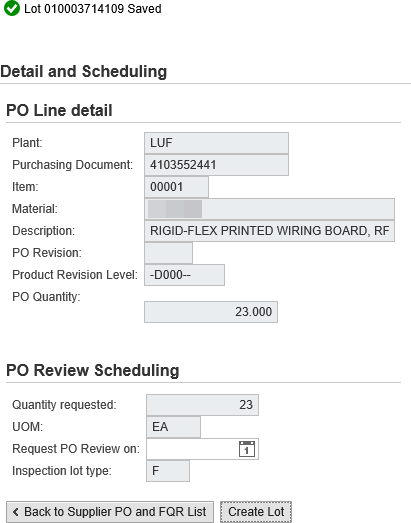 Lot 010003714109 Saved
Detail and Scheduling
PO Line detail
Plant: LUF
Purchasing Document: 4103552441
Item: 00001
Material:
Description: RIGID-FLEX PRINTED WIRING BOARD, RF
PO Revision:
Product Revision Level: -D000--
PO Quantity:
23.000
PO Review Scheduling
Quantity requested: 23
UOM: EA
Request PO Review on: 1
Inspection lot type: F
Back to Supplier PO and FQR List Create Lot